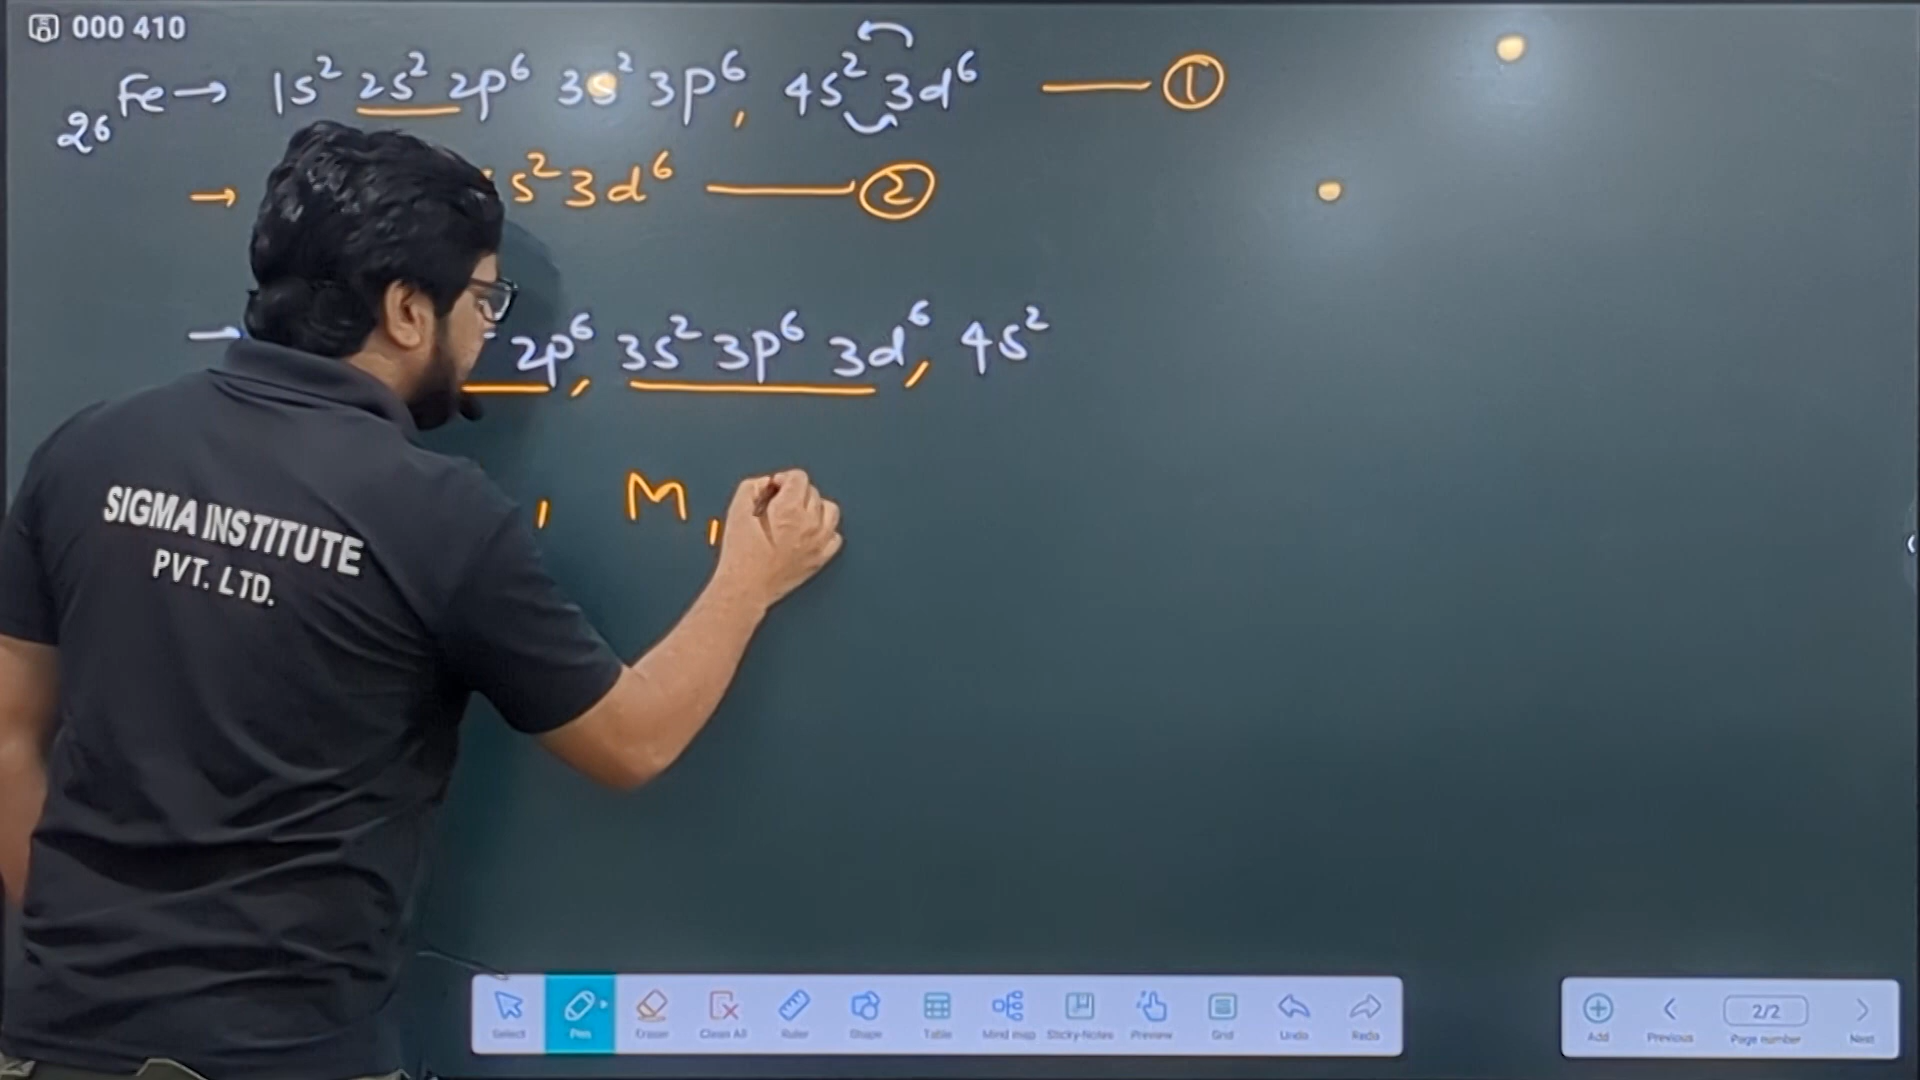 000 410
26Fe → 1s² 2s² 2p⁶ 3s² 3p⁶, 4s² 3d⁶ —— ①
→ s² 3d⁶ —— ②
→ 2p⁶, 3s² 3p⁶ 3d⁶, 4s²
, M,
SIGMA INSTITUTE
PVT. LTD.
Select Pen Eraser Clean All Ruler Shape Table Mind map Sticky-Notes Preview Grid Undo Redo
2/2
Add Previous Page number Next